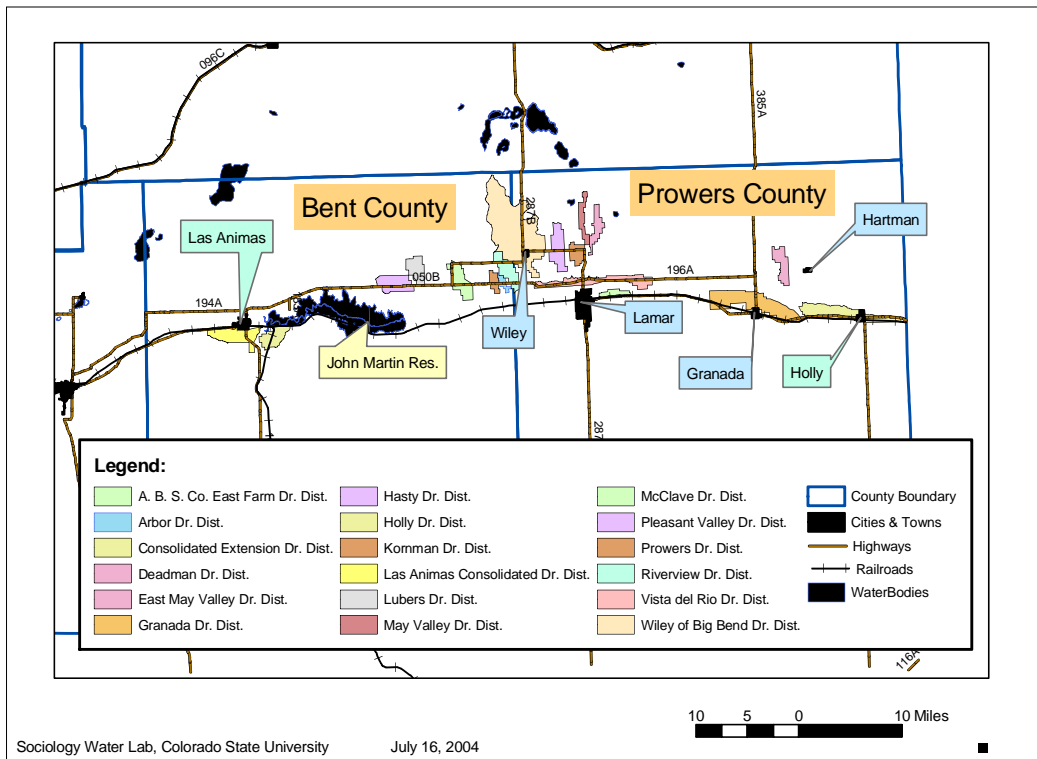 096C
385A
Bent County
Prowers County
287B
Hartman
Las Animas
050B
196A
194A
Wiley
Lamar
John Martin Res.
Granada
Holly
287
Legend:
A. B. S. Co. East Farm Dr. Dist.
Arbor Dr. Dist.
Consolidated Extension Dr. Dist.
Deadman Dr. Dist.
East May Valley Dr. Dist.
Granada Dr. Dist.
Hasty Dr. Dist.
Holly Dr. Dist.
Kornman Dr. Dist.
Las Animas Consolidated Dr. Dist.
Lubers Dr. Dist.
May Valley Dr. Dist.
McClave Dr. Dist.
Pleasant Valley Dr. Dist.
Prowers Dr. Dist.
Riverview Dr. Dist.
Vista del Rio Dr. Dist.
Wiley of Big Bend Dr. Dist.
County Boundary
Cities & Towns
Highways
Railroads
WaterBodies
116A
10 5 0 10 Miles
Sociology Water Lab, Colorado State University July 16, 2004